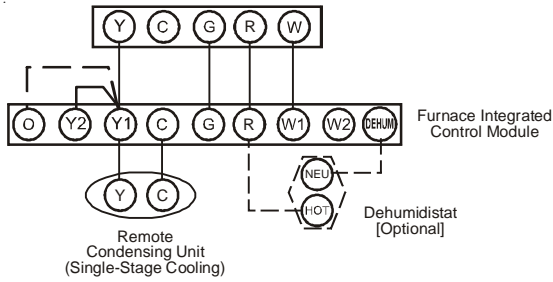 Y C G R W
O Y2 Y1 C G R W1 W2 DEHUM
Furnace Integrated
Control Module
Y C
NEU
HOT
Remote
Condensing Unit
(Single-Stage Cooling)
Dehumidistat
[Optional]